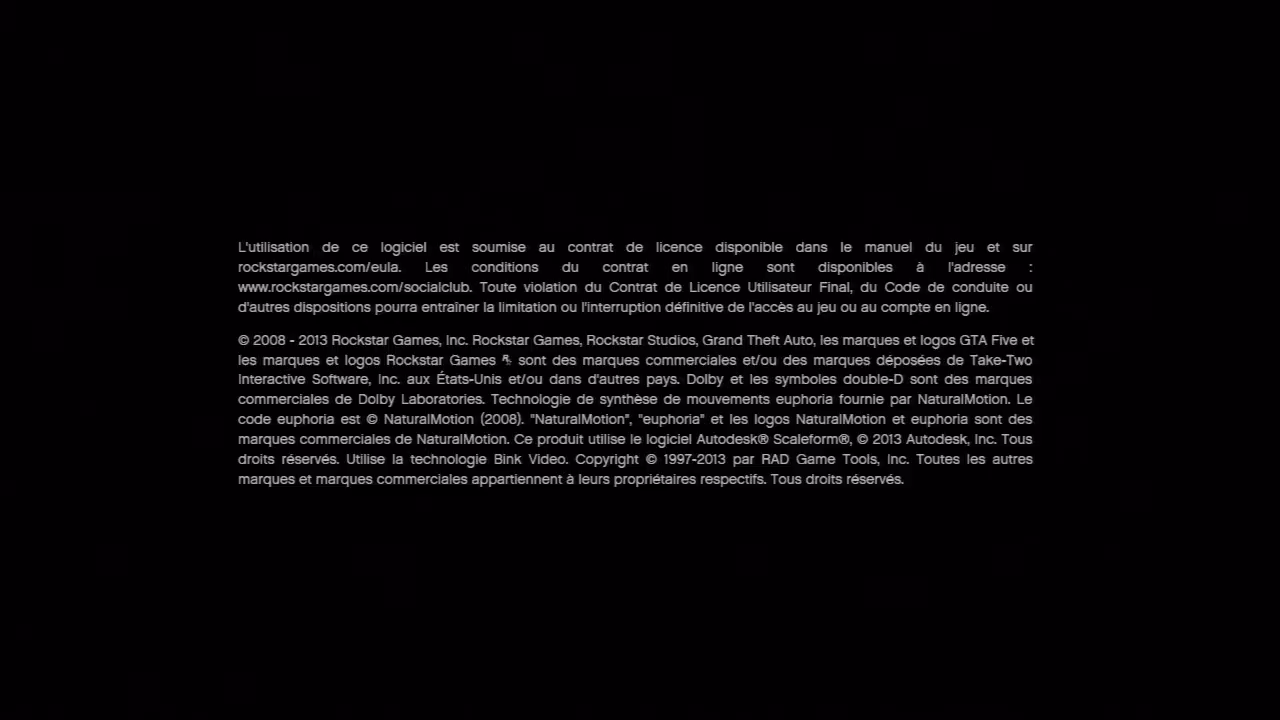 L'utilisation de ce logiciel est soumise au contrat de licence disponible dans le manuel du jeu et sur
rockstargames.com/eula. Les conditions du contrat en ligne sont disponibles à l'adresse :
www.rockstargames.com/socialclub. Toute violation du Contrat de Licence Utilisateur Final, du Code de conduite ou
d'autres dispositions pourra entraîner la limitation ou l'interruption définitive de l'accès au jeu ou au compte en ligne.
© 2008 - 2013 Rockstar Games, Inc. Rockstar Games, Rockstar Studios, Grand Theft Auto, les marques et logos GTA Five et
les marques et logos Rockstar Games R* sont des marques commerciales et/ou des marques déposées de Take-Two
Interactive Software, Inc. aux États-Unis et/ou dans d'autres pays. Dolby et les symboles double-D sont des marques
commerciales de Dolby Laboratories. Technologie de synthèse de mouvements euphoria fournie par NaturalMotion. Le
code euphoria est © NaturalMotion (2008). "NaturalMotion", "euphoria" et les logos NaturalMotion et euphoria sont des
marques commerciales de NaturalMotion. Ce produit utilise le logiciel Autodesk® Scaleform®, © 2013 Autodesk, Inc. Tous
droits réservés. Utilise la technologie Bink Video. Copyright © 1997-2013 par RAD Game Tools, Inc. Toutes les autres
marques et marques commerciales appartiennent à leurs propriétaires respectifs. Tous droits réservés.